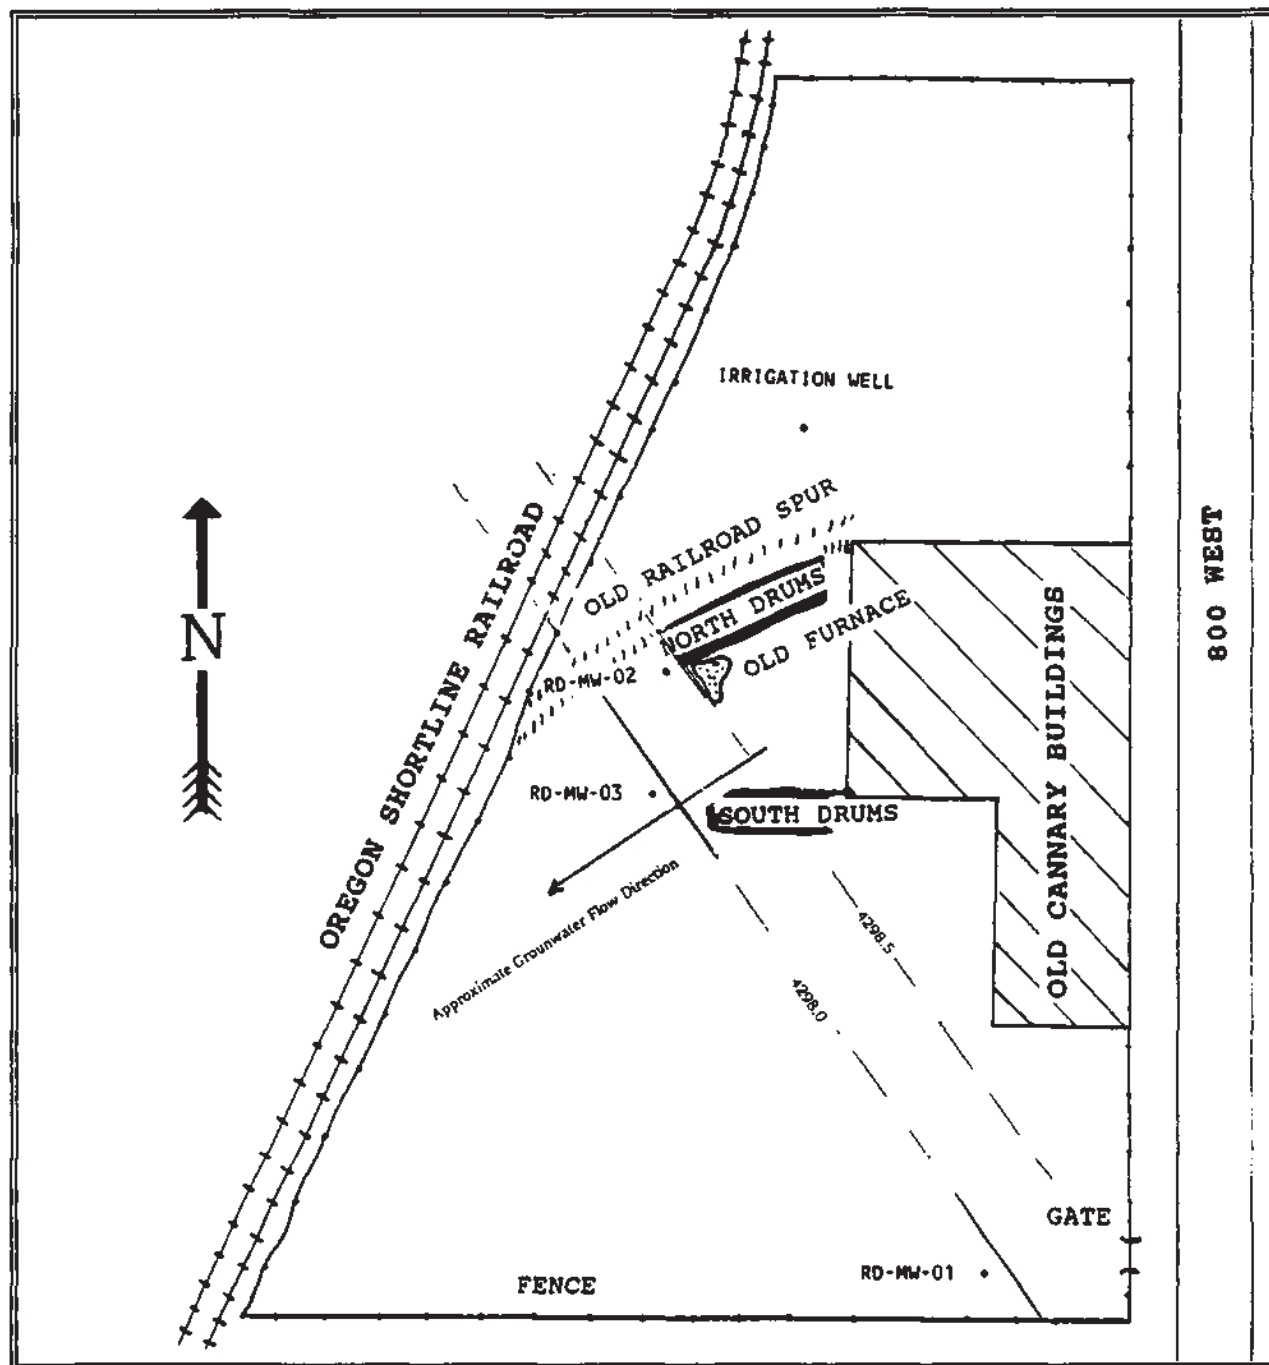 IRRIGATION WELL
OLD RAILROAD SPUR
NORTH DRUMS
OLD FURNACE
RD-MW-02
N
OREGON SHORTLINE RAILROAD
800 WEST
OLD CANNARY BUILDINGS
RD-MW-03
SOUTH DRUMS
Approximate Grounwater Flow Direction
4298.5
4298.0
GATE
RD-MW-01
FENCE